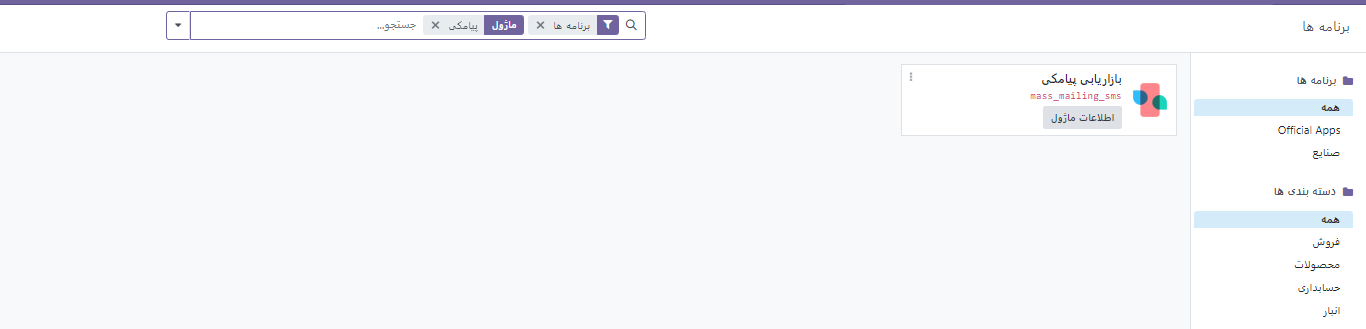 برنامه ها
برنامه ها
ماژول پیامکی
جستجو...
برنامه ها
همه
Official Apps
صنایع
دسته بندی ها
همه
فروش
محصولات
حسابداری
انبار
بازاریابی پیامکی
mass_mailing_sms
اطلاعات ماژول